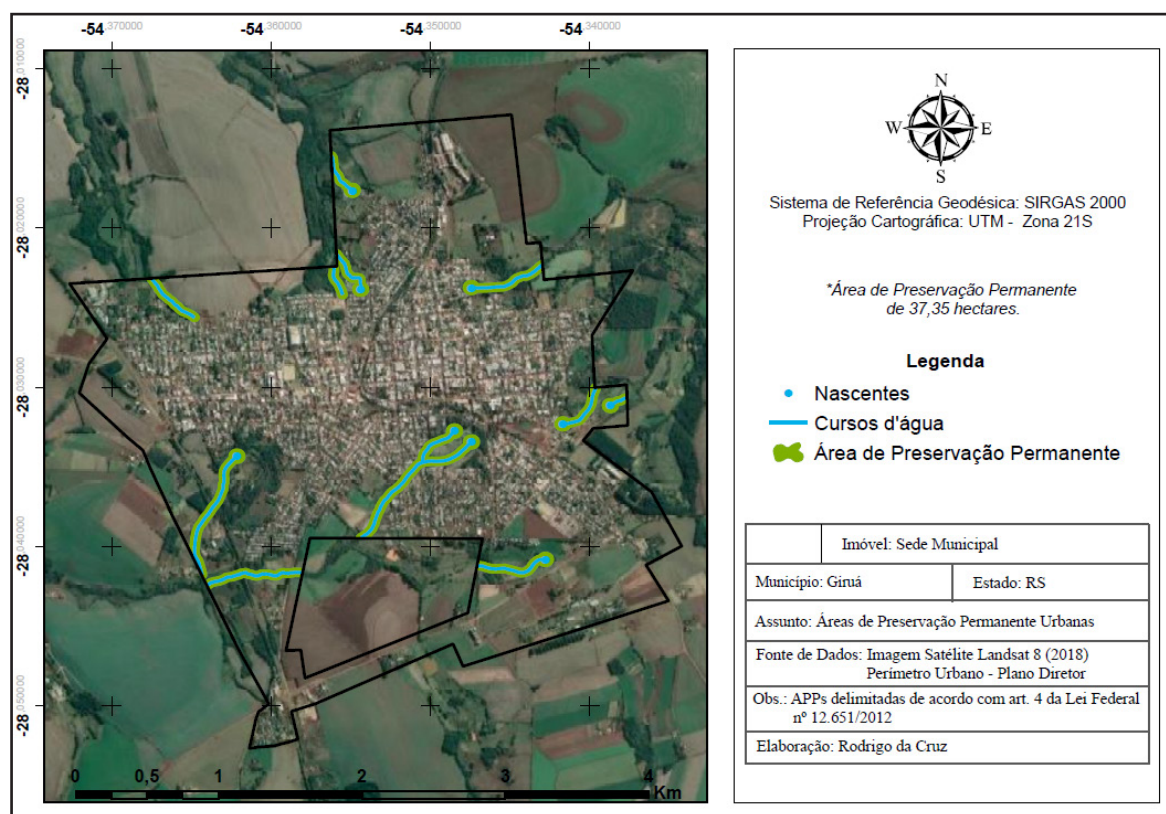 -54,370000
-54,360000
-54,350000
-54,340000
-28,010000
-28,020000
-28,030000
-28,040000
-28,050000
0 0,5 1 2 3 4
Km
N
W E
S
Sistema de Referência Geodésica: SIRGAS 2000
Projeção Cartográfica: UTM - Zona 21S
*Área de Preservação Permanente
de 37,35 hectares.
Legenda
Nascentes
Cursos d'água
Área de Preservação Permanente
Imóvel: Sede Municipal
Município: Giruá Estado: RS
Assunto: Áreas de Preservação Permanente Urbanas
Fonte de Dados: Imagem Satélite Landsat 8 (2018)
Perímetro Urbano - Plano Diretor
Obs.: APPs delimitadas de acordo com art. 4 da Lei Federal
nº 12.651/2012
Elaboração: Rodrigo da Cruz